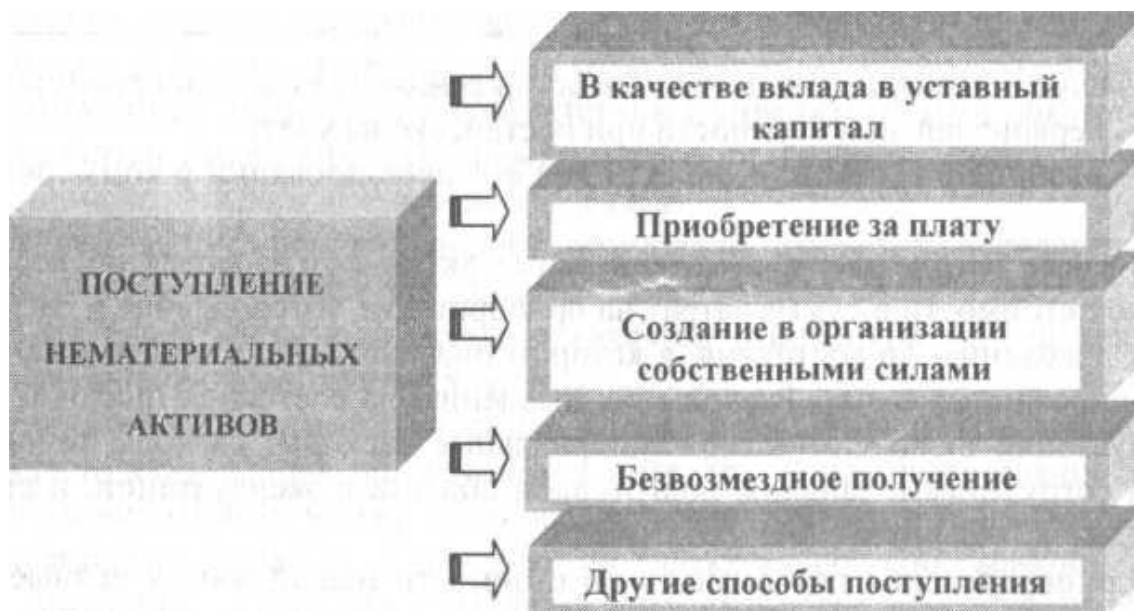 В качестве вклада в уставный
капитал
Приобретение за плату
ПОСТУПЛЕНИЕ
НЕМАТЕРИАЛЬНЫХ
АКТИВОВ
Создание в организации
собственными силами
Безвозмездное получение
Другие способы поступления